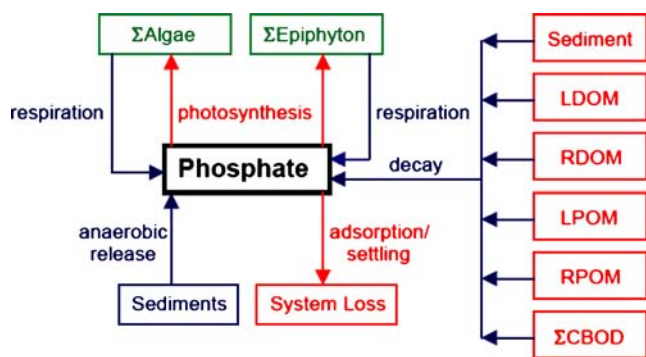 ΣAlgae
ΣEpiphyton
Sediment
respiration
photosynthesis
respiration
LDOM
Phosphate
decay
RDOM
anaerobic
release
adsorption/
settling
LPOM
Sediments
System Loss
RPOM
ΣCBOD